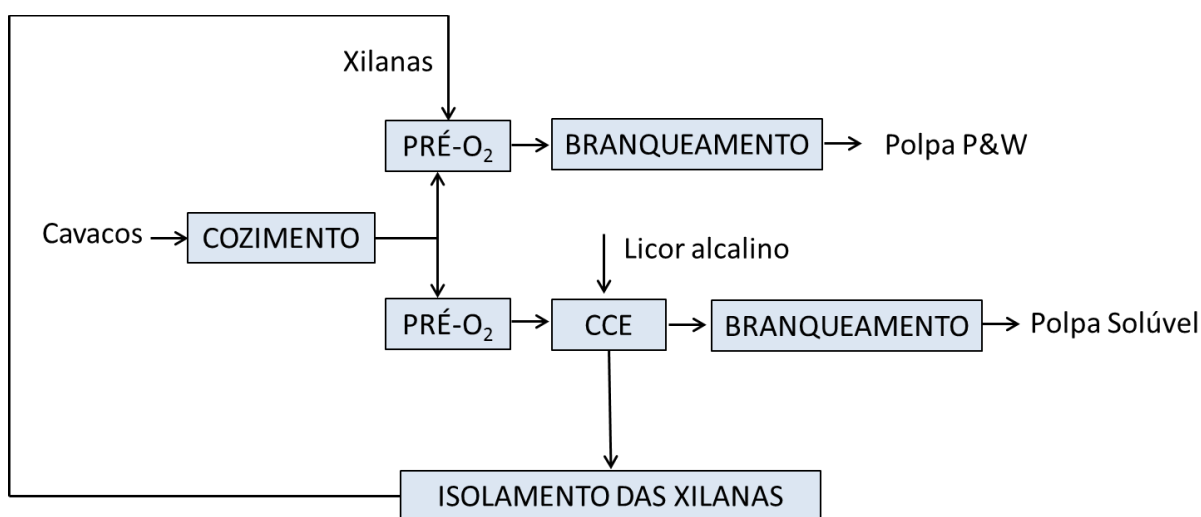 Xilanas
PRÉ-O₂
BRANQUEAMENTO
Polpa P&W
Cavacos
COZIMENTO
Licor alcalino
PRÉ-O₂
CCE
BRANQUEAMENTO
Polpa Solúvel
ISOLAMENTO DAS XILANAS